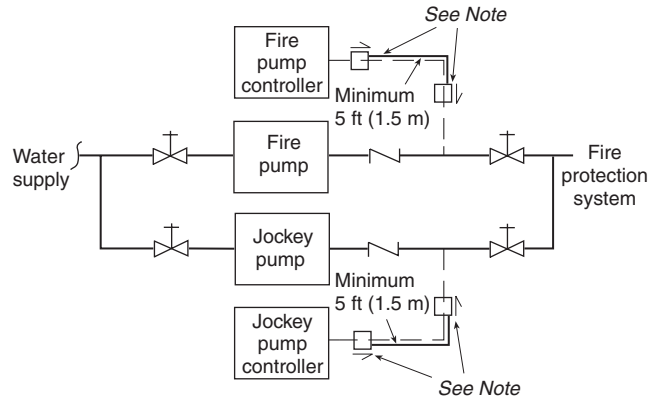 See Note
Fire
pump
controller
Minimum
5 ft (1.5 m)
Water
supply
Fire
pump
Fire
protection
system
Jockey
pump
Minimum
5 ft (1.5 m)
Jockey
pump
controller
See Note